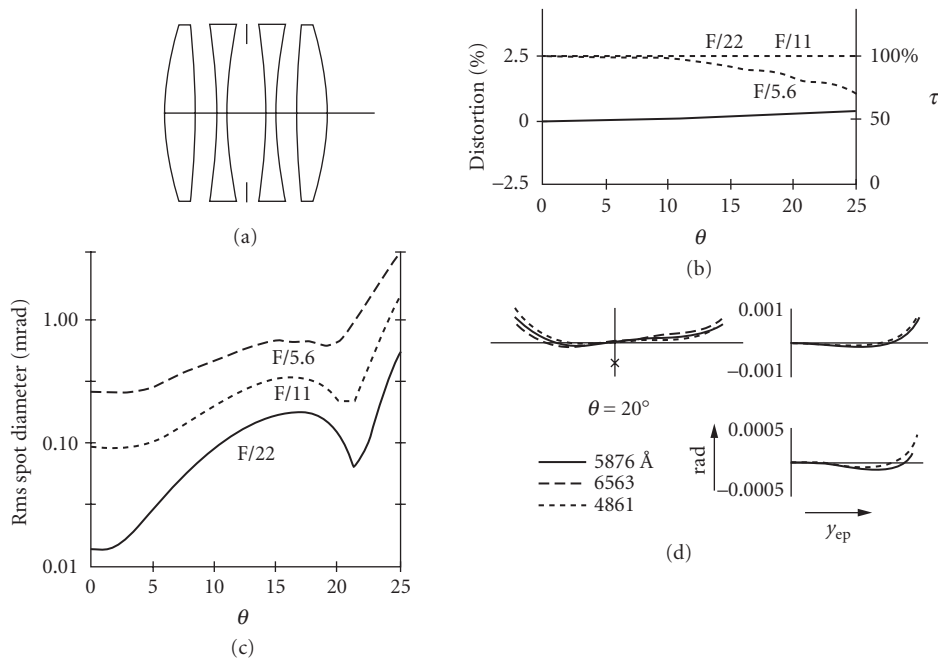 (a)
Distortion (%)
2.5
0
−2.5
F/22 F/11
F/5.6
100%
τ
50
0
0 5 10 15 20 25
θ
(b)
Rms spot diameter (mrad)
1.00
0.10
0.01
F/5.6
F/11
F/22
0 5 10 15 20 25
θ
(c)
0.001
−0.001
θ = 20°
5876 Å
6563
4861
rad
0.0005
−0.0005
y_ep
(d)